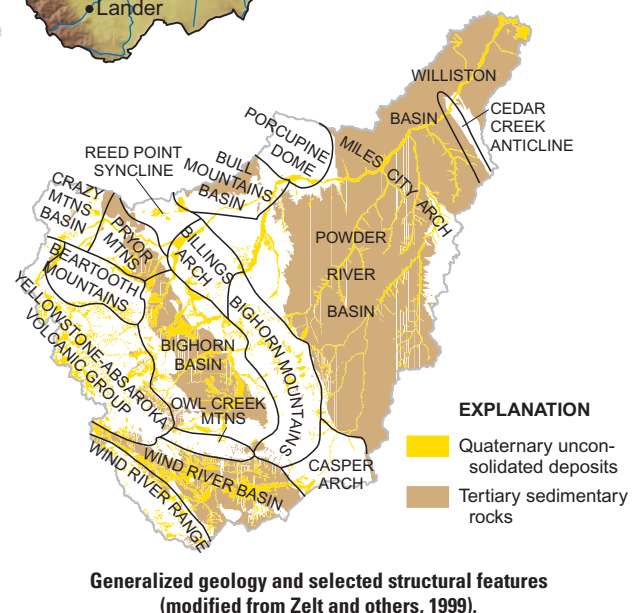 Lander
WILLISTON
BASIN
CEDAR
CREEK
ANTICLINE
PORCUPINE
DOME
MILES CITY ARCH
REED POINT
SYNCLINE
BULL
MOUNTAINS
BASIN
CRAZY
MTNS
BASIN
PRYOR
MTNS
BILLINGS
ARCH
BEARTOOTH
MOUNTAINS
POWDER
RIVER
BASIN
YELLOWSTONE-ABSAROKA
VOLCANIC GROUP
BIGHORN MOUNTAINS
BIGHORN
BASIN
OWL CREEK
MTNS
WIND RIVER BASIN
WIND RIVER RANGE
CASPER
ARCH
EXPLANATION
Quaternary uncon-
solidated deposits
Tertiary sedimentary
rocks
Generalized geology and selected structural features
(modified from Zelt and others, 1999).